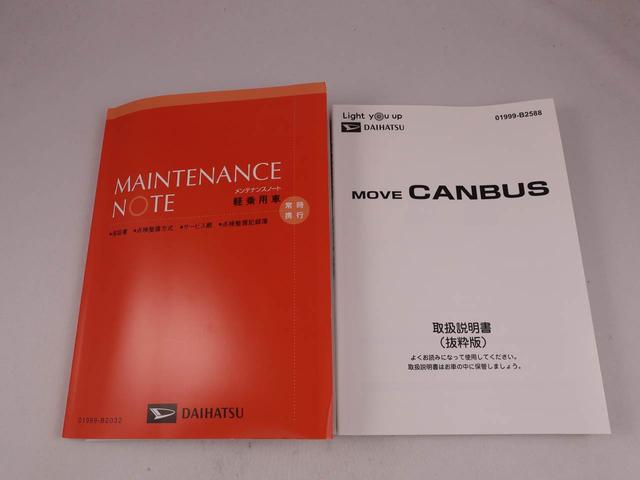 MAINTENANCE
NOTE
メンテナンスノート
軽乗用車
常時
携行
●保証書 ●点検整備方式 ●サービス網 ●点検整備記録簿
01999-B2032
DAIHATSU
Light you up
DAIHATSU
01999-B2588
MOVE CANBUS
取扱説明書
(抜粋版)
よくお読みになって使用してください。
取扱説明書はお車の中に保管しましょう。